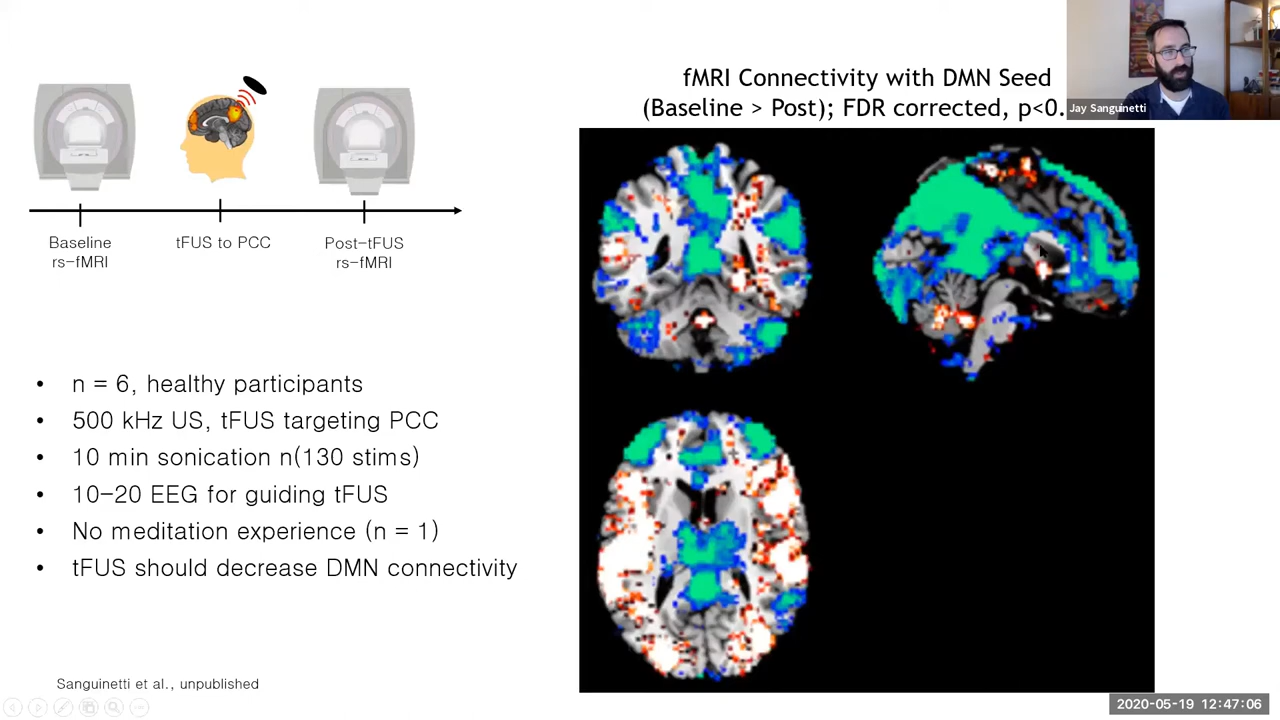 fMRI Connectivity with DMN Seed
(Baseline > Post); FDR corrected, p<0.
Jay Sanguinetti
Baseline
rs-fMRI
tFUS to PCC
Post-tFUS
rs-fMRI
• n = 6, healthy participants
• 500 kHz US, tFUS targeting PCC
• 10 min sonication n(130 stims)
• 10-20 EEG for guiding tFUS
• No meditation experience (n = 1)
• tFUS should decrease DMN connectivity
Sanguinetti et al., unpublished
2020-05-19 12:47:06